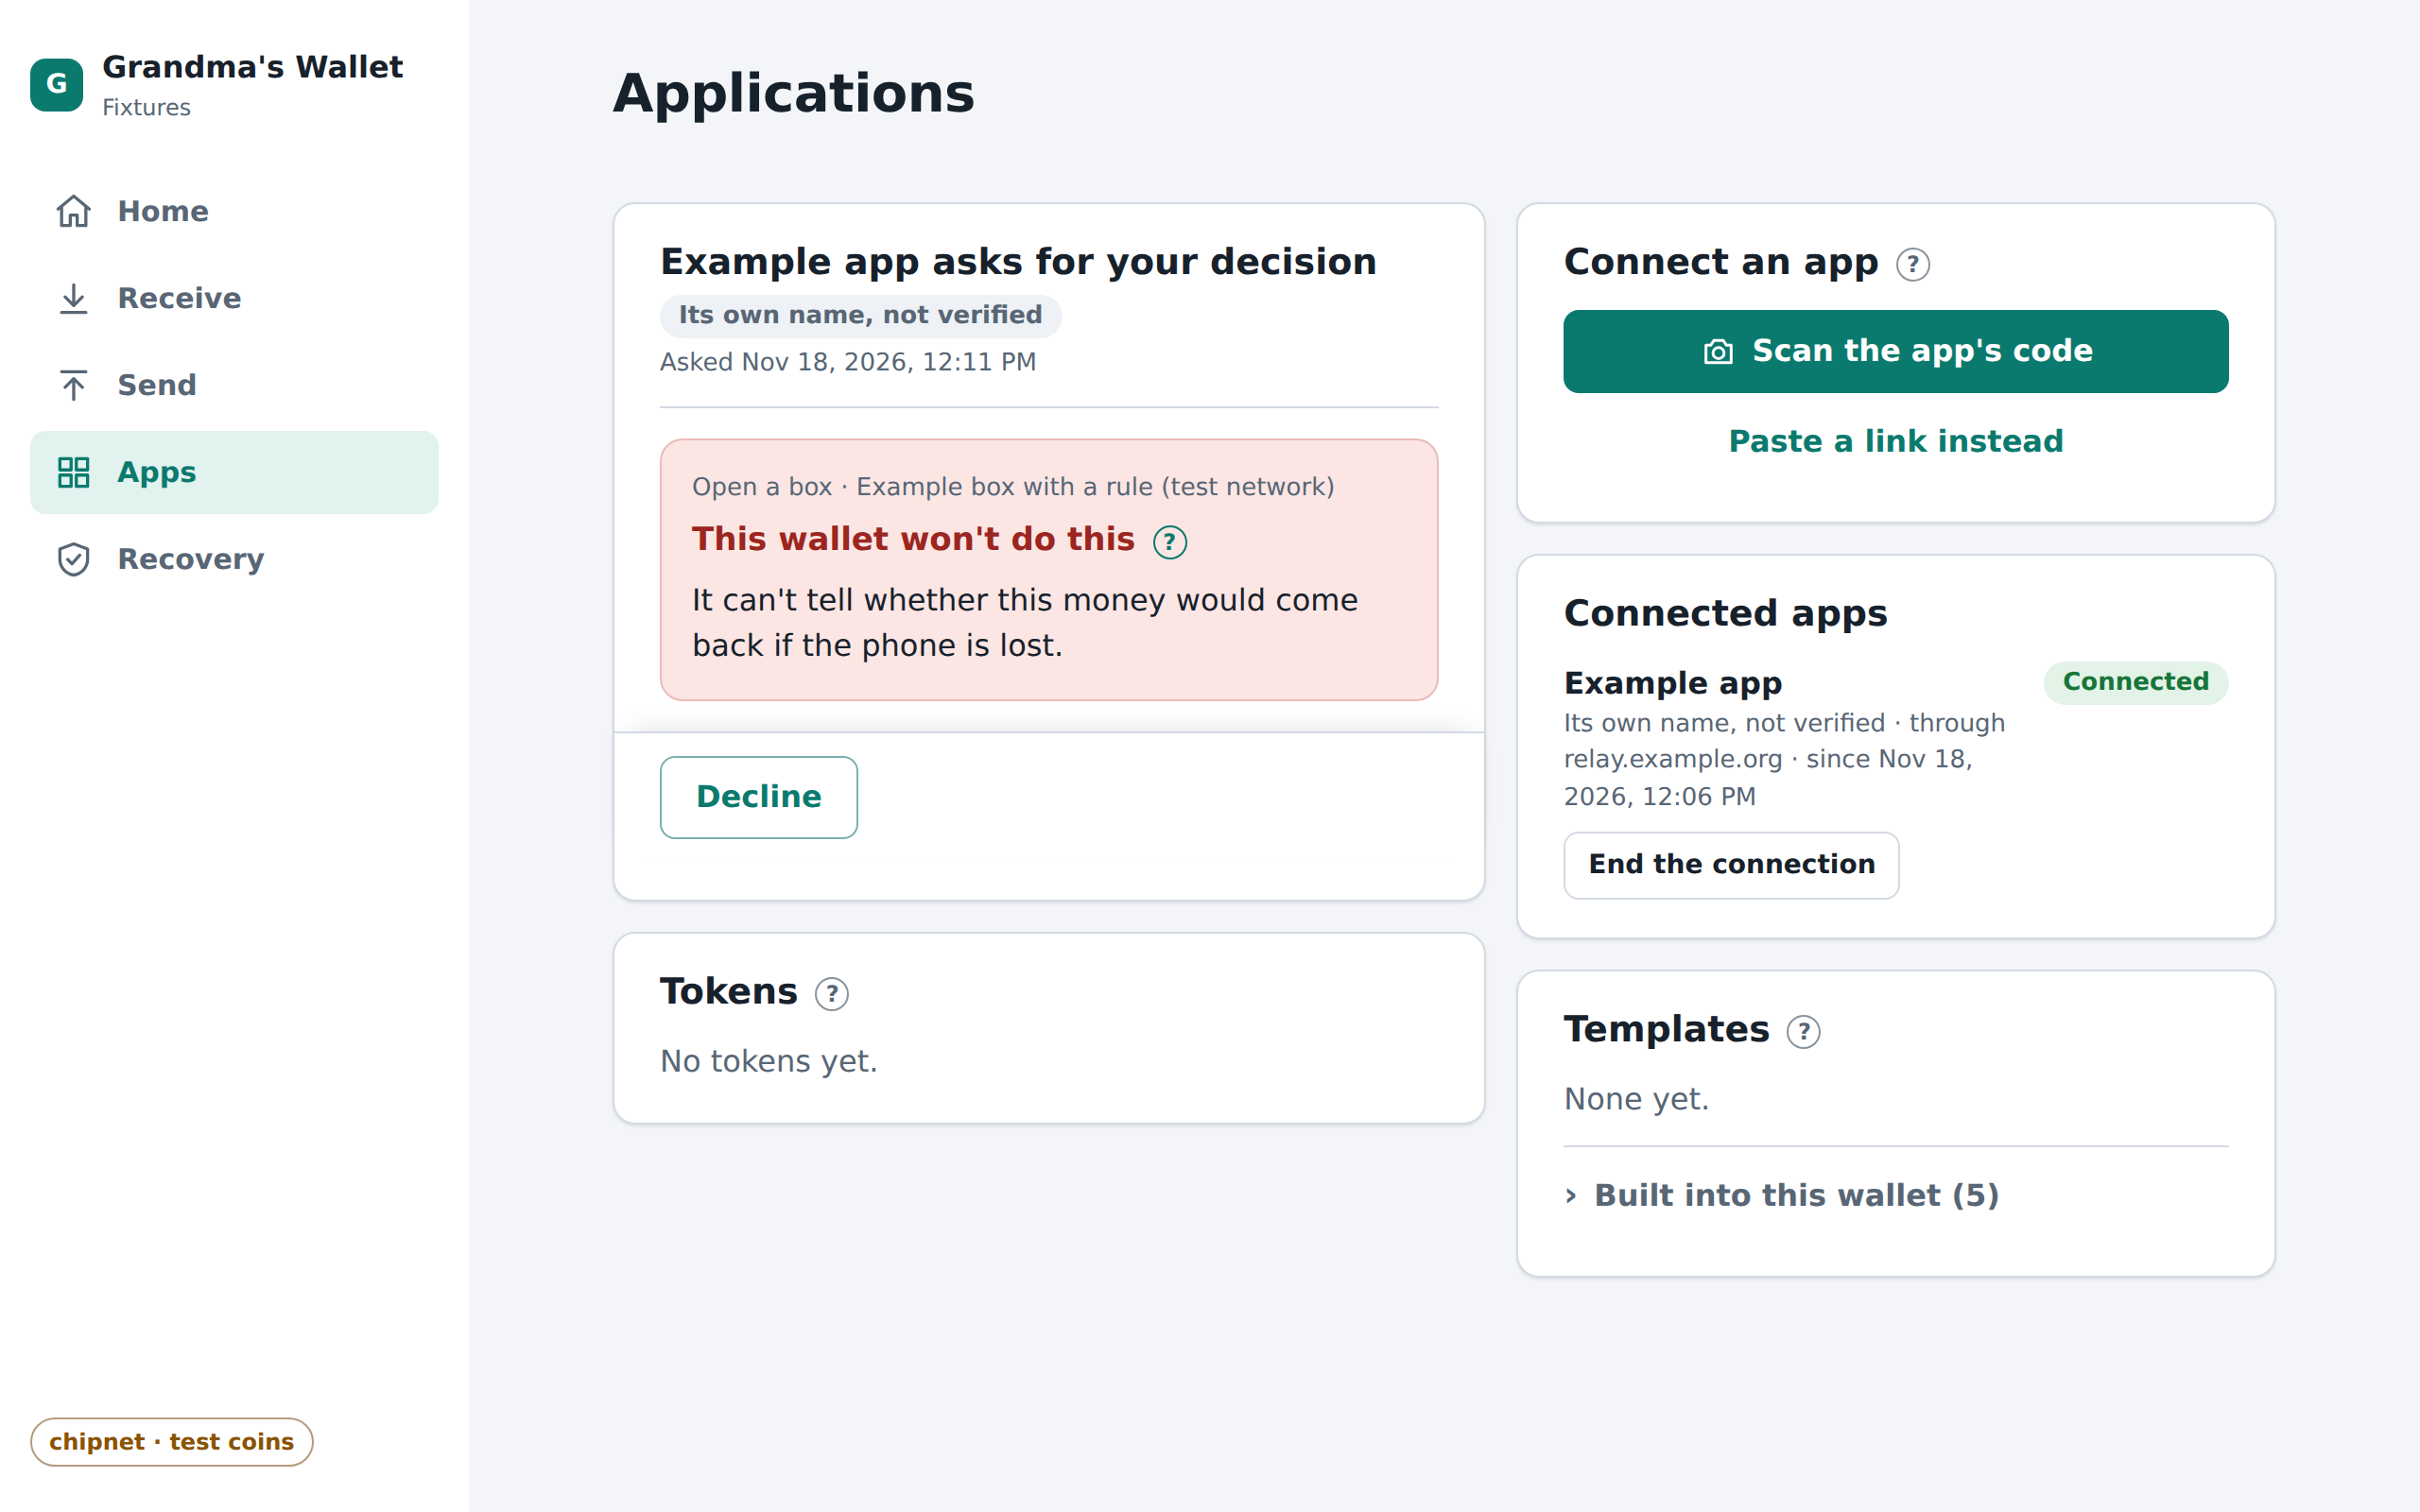 G
Grandma's Wallet
Fixtures
Home
Receive
Send
Apps
Recovery
chipnet · test coins
Applications
Example app asks for your decision
Its own name, not verified
Asked Nov 18, 2026, 12:11 PM
Open a box · Example box with a rule (test network)
This wallet won't do this ?
It can't tell whether this money would come
back if the phone is lost.
Decline
Tokens ?
No tokens yet.
Connect an app ?
Scan the app's code
Paste a link instead
Connected apps
Example app
Connected
Its own name, not verified · through
relay.example.org · since Nov 18,
2026, 12:06 PM
End the connection
Templates ?
None yet.
› Built into this wallet (5)